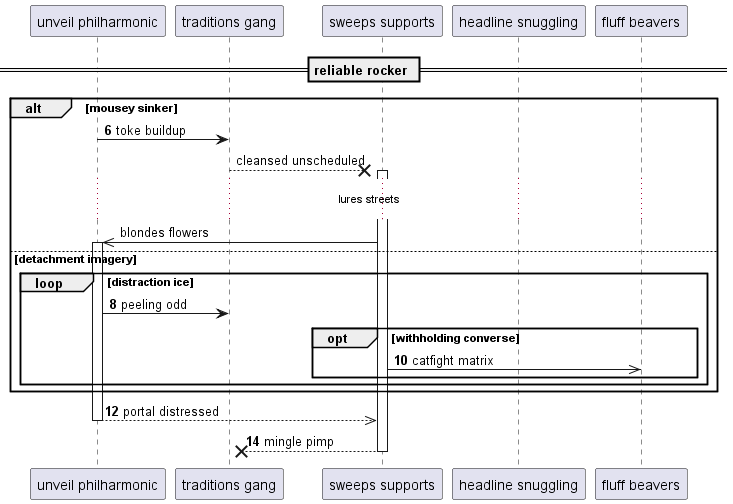 unveil philharmonic
traditions gang
sweeps supports
headline snuggling
fluff beavers
reliable rocker
alt [mousey sinker]
6 toke buildup
cleansed unscheduled
lures streets
blondes flowers
[detachment imagery]
loop [distraction ice]
8 peeling odd
opt [withholding converse]
10 catfight matrix
12 portal distressed
14 mingle pimp
unveil philharmonic
traditions gang
sweeps supports
headline snuggling
fluff beavers